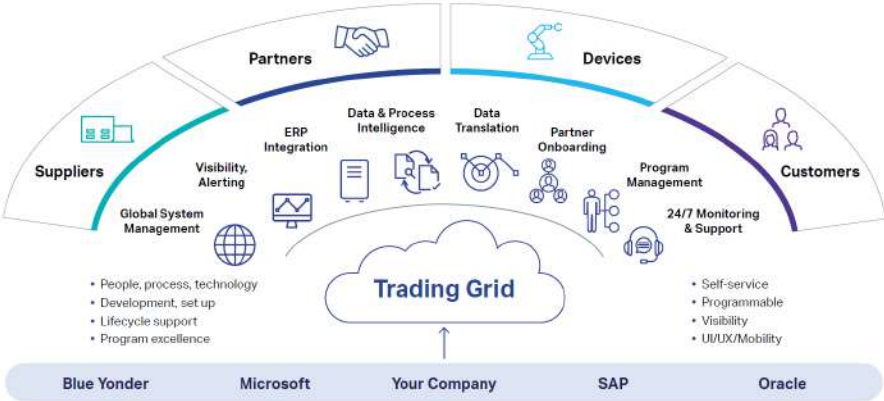 Partners
Devices
Suppliers
Customers
Data & Process
Intelligence
Data
Translation
ERP
Integration
Partner
Onboarding
Visibility,
Alerting
Program
Management
Global System
Management
24/7 Monitoring
& Support
Trading Grid
• People, process, technology
• Development, set up
• Lifecycle support
• Program excellence
• Self-service
• Programmable
• Visibility
• UI/UX/Mobility
Blue Yonder
Microsoft
Your Company
SAP
Oracle